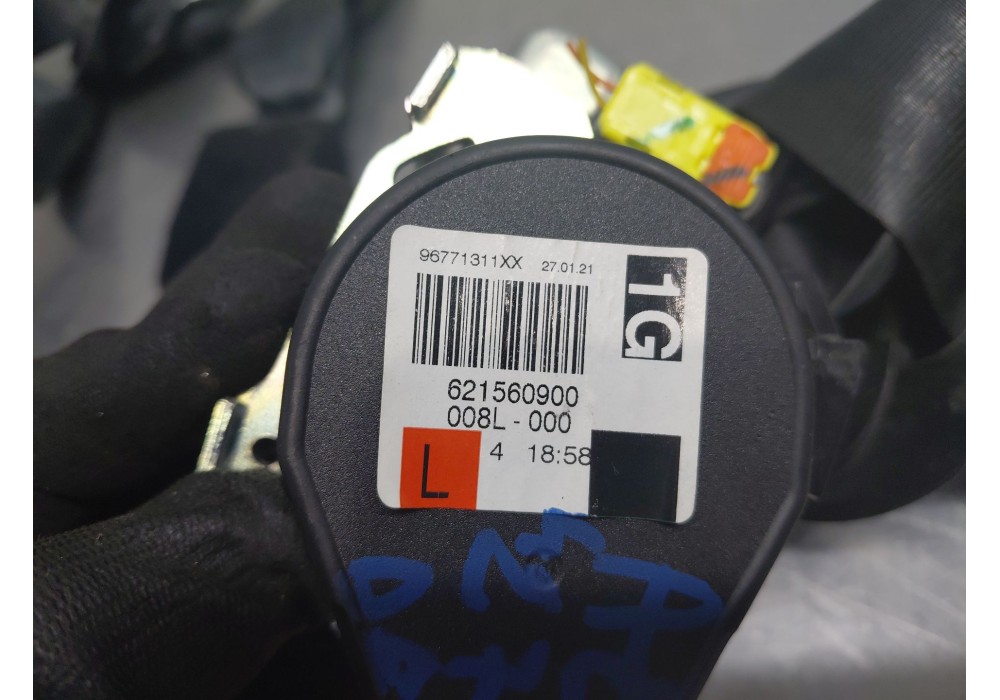 96771311XX 27.01.21
1G
621560900
008L - 000
L 4 18:58